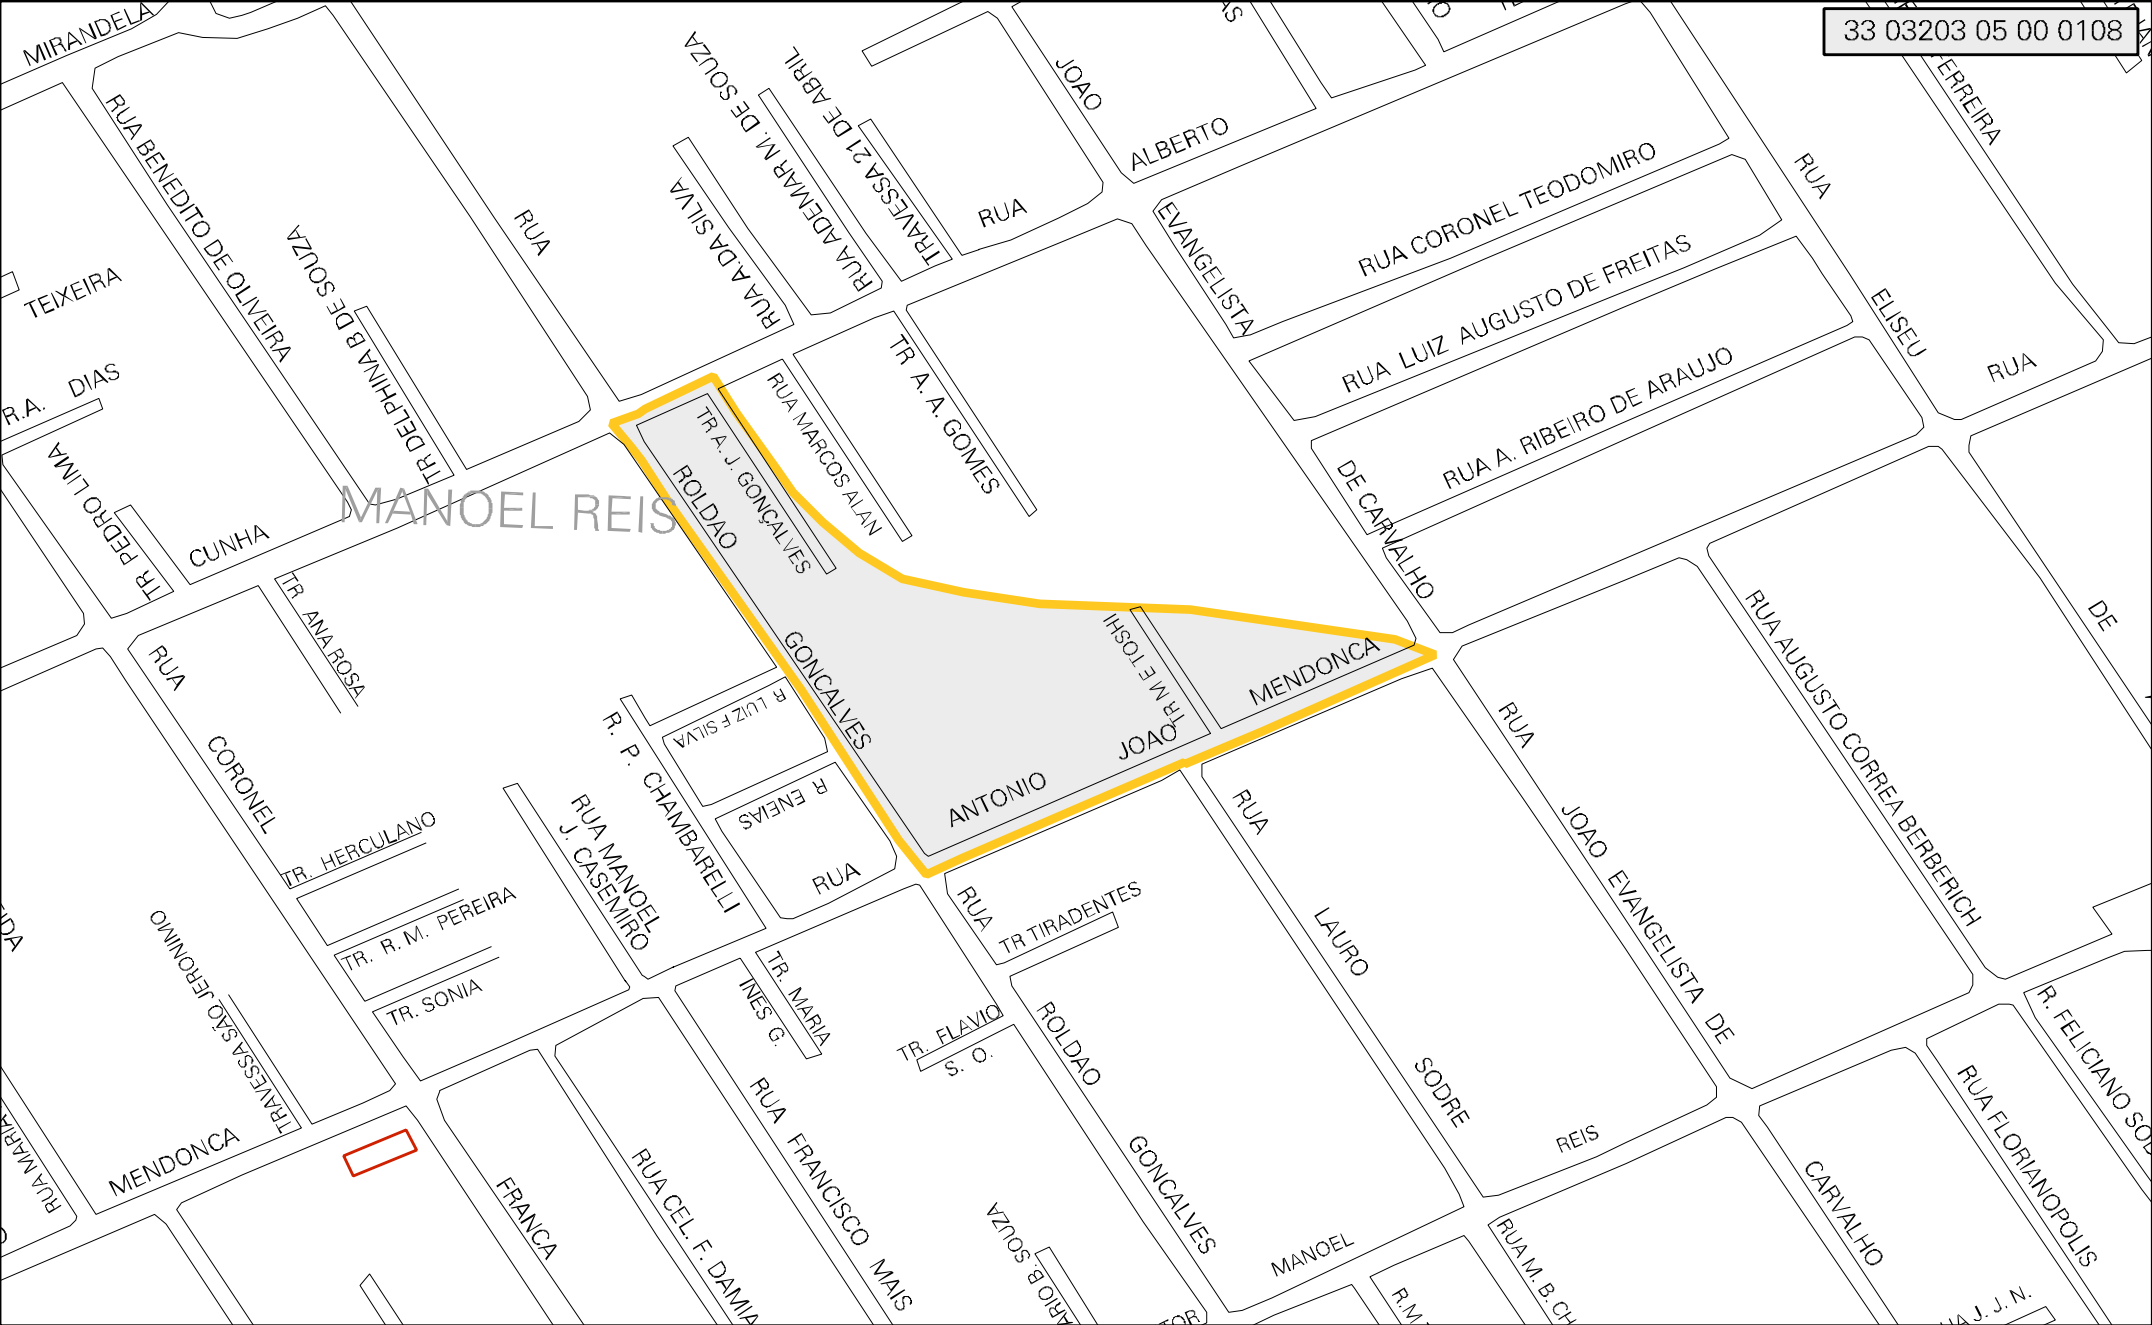 33 03203 05 00 0108
MIRANDELA
RUA BENEDITO DE OLIVEIRA
TEIXEIRA
R.A. DIAS
TR PEDRO LIMA
TR DELPHINA B DE SOUZA
RUA
RUA A.DA SILVA
RUA ADEMAR M. DE SOUZA
TRAVESSA 21 DE ABRIL
RUA
ALBERTO
JOAO
EVANGELISTA
DE CARVALHO
RUA CORONEL TEODOMIRO
RUA LUIZ AUGUSTO DE FREITAS
RUA A. RIBEIRO DE ARAUJO
RUA
ELISEU
FERREIRA
RUA
DE
CUNHA
MANOEL REIS
TR A. J. GONÇALVES
RUA MARCOS ALAN
TR A. A. GOMES
ROLDAO
GONCALVES
TR M E TOSHI
MENDONCA
JOAO
ANTONIO
RUA
TR ANA ROSA
RUA
CORONEL
TR. HERCULANO
TR. R. M. PEREIRA
TR. SONIA
TRAVESSA SÃO JERONIMO
R. P. CHAMBARELLI
R. LUIZ F SILVA
R. ENEIAS
RUA MANOEL
J. CASEMIRO
RUA
TR TIRADENTES
TR. MARIA
INES G.
TR. FLAVIO
S. O.
ROLDAO
GONCALVES
RUA
LAURO
SODRE
RUA
JOAO EVANGELISTA DE
CARVALHO
RUA AUGUSTO CORREA BERBERICH
R. FELICIANO
RUA FLORIANOPOLIS
REIS
MANOEL
RUA MARIA
MENDONCA
FRANCA
RUA CEL. F.
RUA FRANCISCO MAIS
B. SOUZA
RUA M. B.
J. J. N.